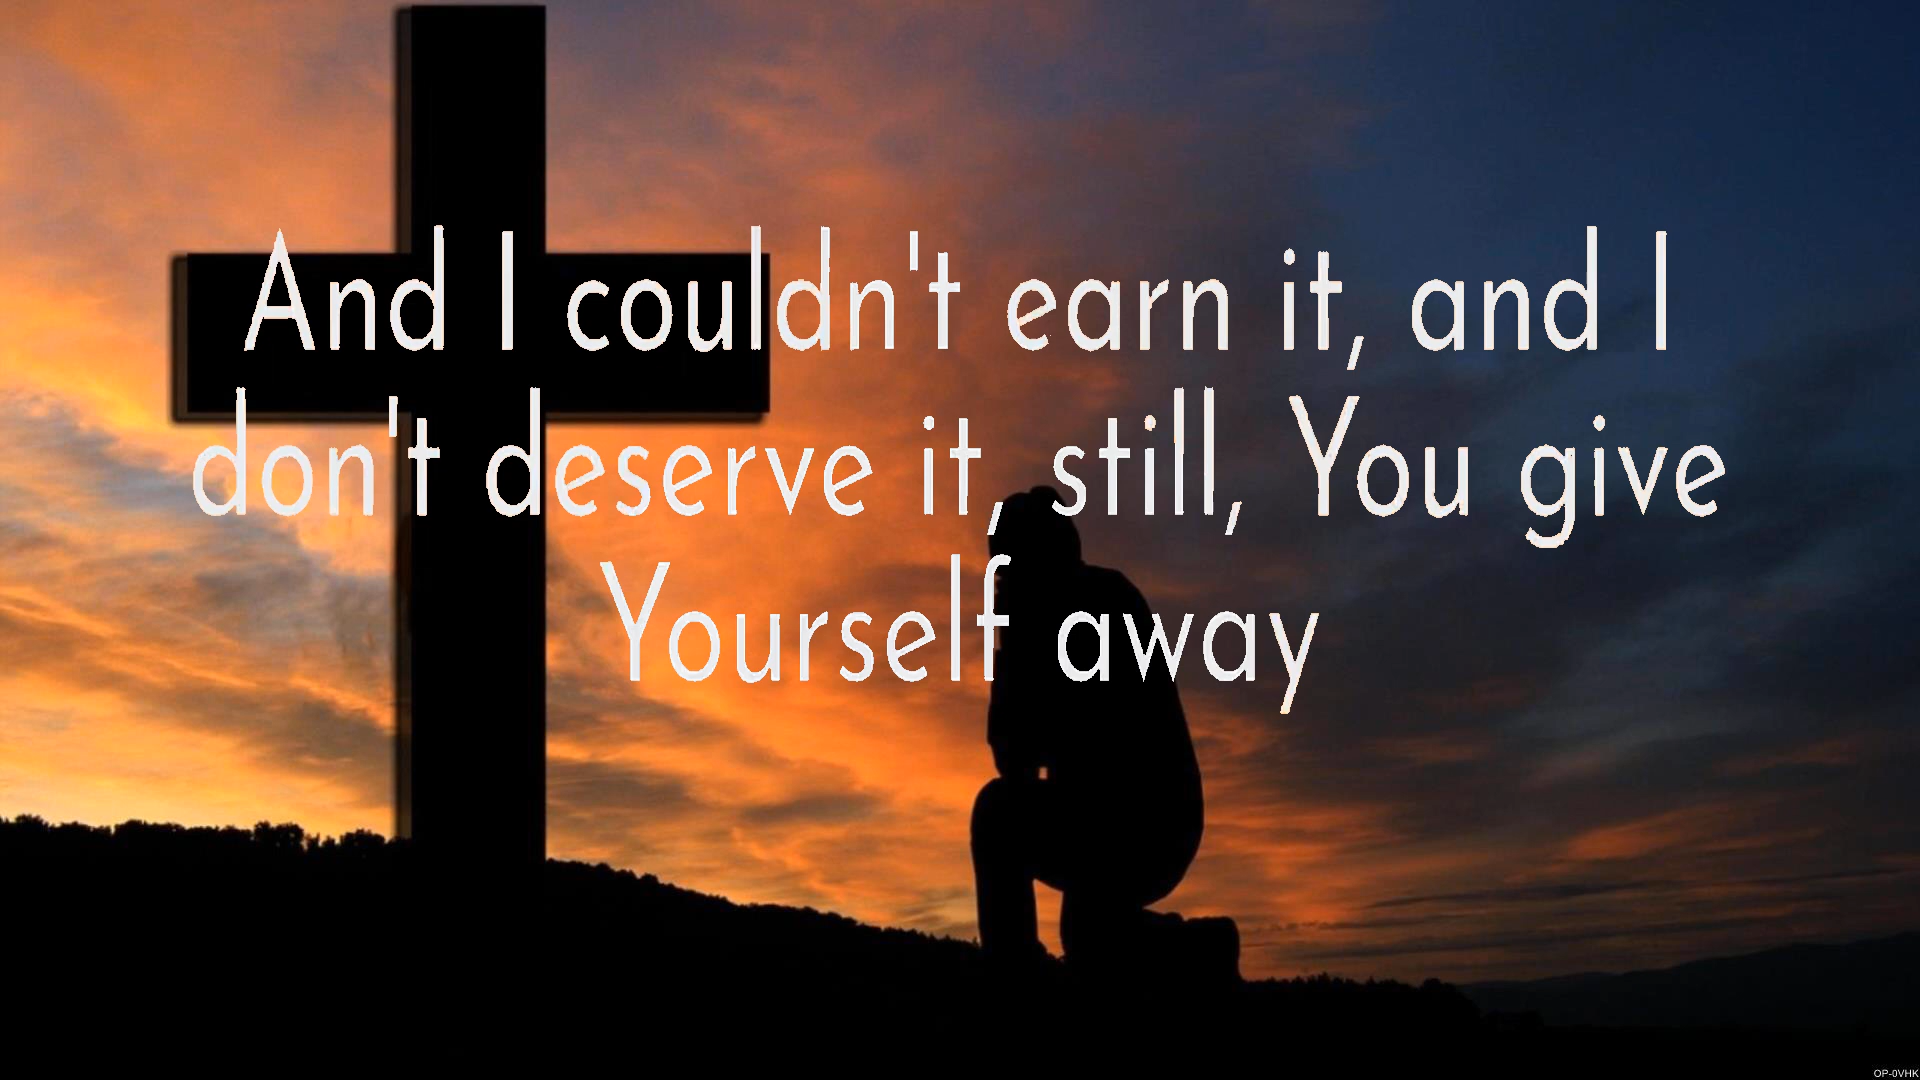 And I couldn't earn it, and I
don't deserve it, still, You give
Yourself away
OP-0VHK